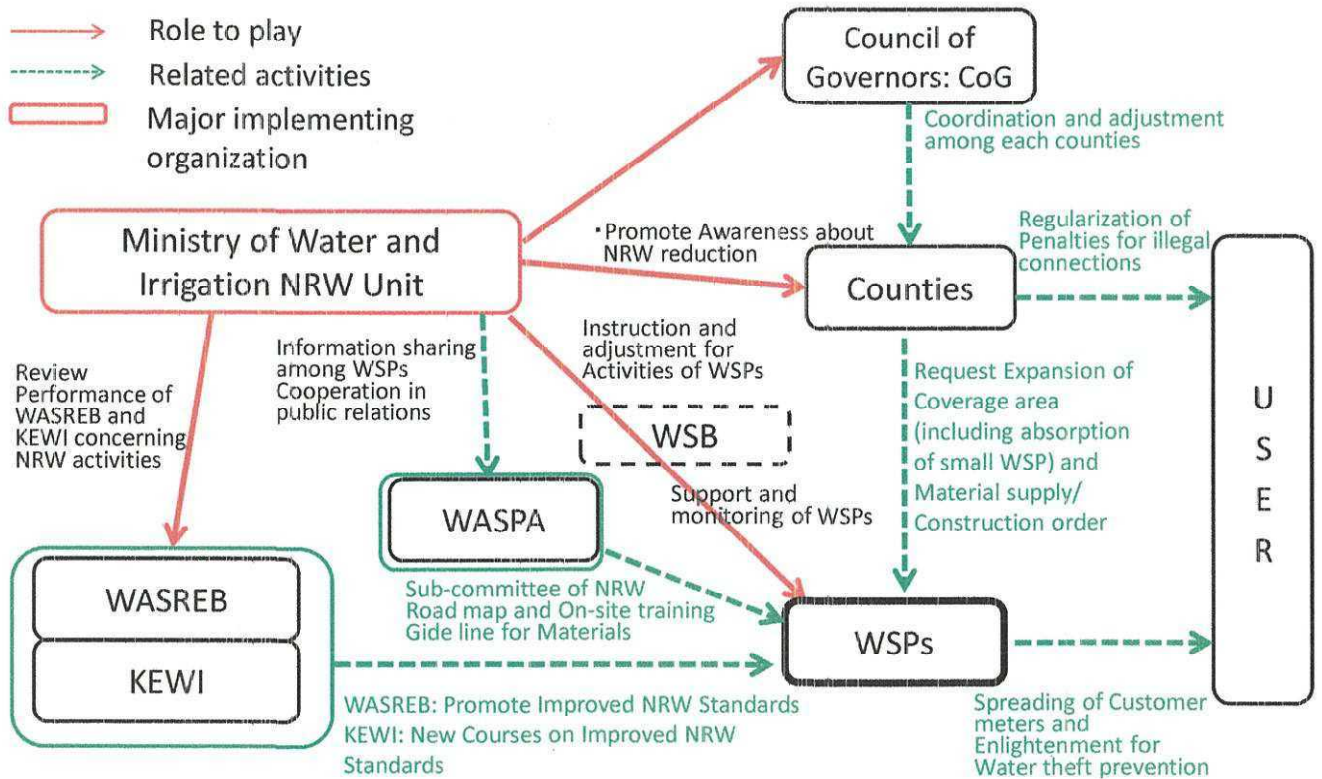 Role to play
Related activities
Major implementing
organization
Council of
Governors: CoG
Coordination and adjustment
among each counties
Ministry of Water and
Irrigation NRW Unit
・Promote Awareness about
NRW reduction
Counties
Regularization of
Penalties for illegal
connections
Review
Performance of
WASREB and
KEWI concerning
NRW activities
Information sharing
among WSPs
Cooperation in
public relations
Instruction and
adjustment for
Activities of WSPs
WSB
Support and
monitoring of WSPs
Request Expansion of
Coverage area
(including absorption
of small WSP) and
Material supply/
Construction order
U
S
E
R
WASPA
Sub-committee of NRW
Road map and On-site training
Gide line for Materials
WASREB
KEWI
WSPs
WASREB: Promote Improved NRW Standards
KEWI: New Courses on Improved NRW
Standards
Spreading of Customer
meters and
Enlightenment for
Water theft prevention